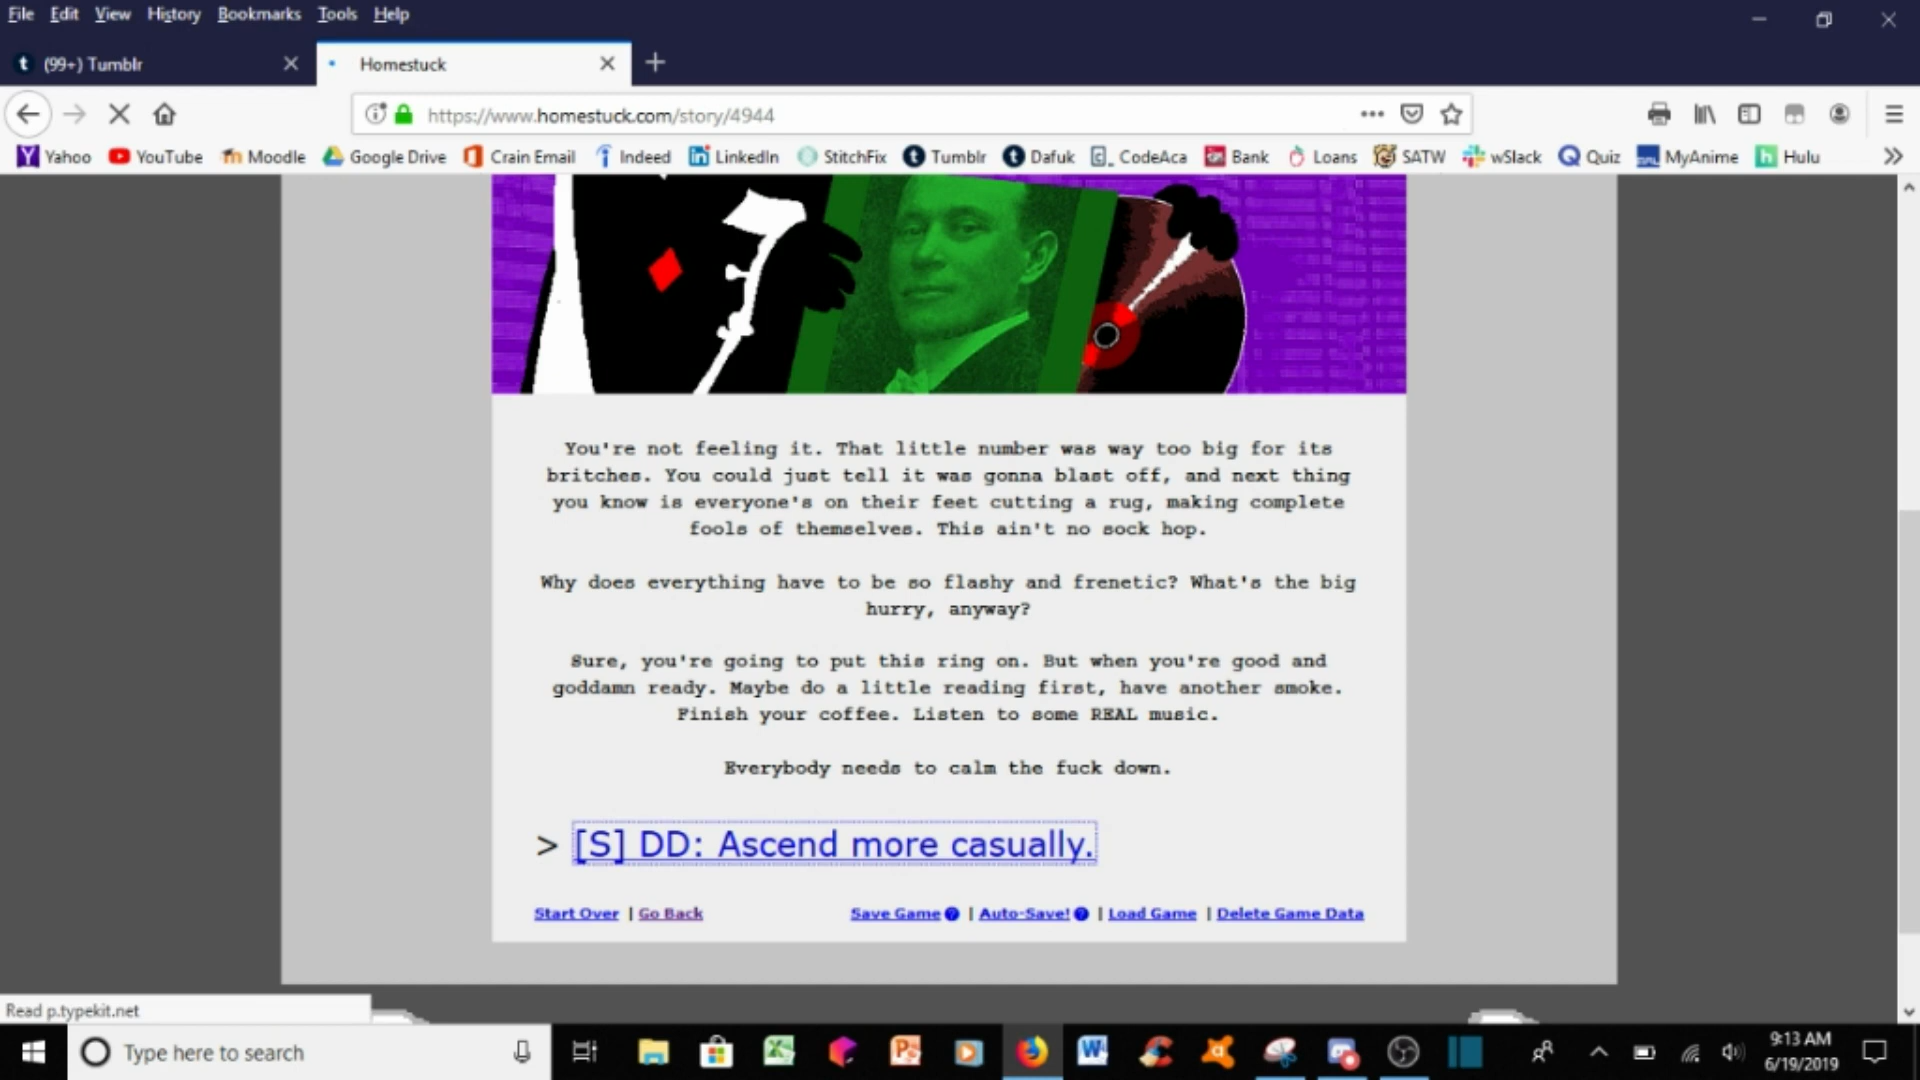 File Edit View History Bookmarks Tools Help
(99+) Tumblr
Homestuck
https://www.homestuck.com/story/4944
Yahoo YouTube Moodle Google Drive Crain Email Indeed LinkedIn StitchFix Tumblr Dafuk CodeAca Bank Loans SATW wSlack Quiz MyAnime Hulu
You're not feeling it. That little number was way too big for its
britches. You could just tell it was gonna blast off, and next thing
you know is everyone's on their feet cutting a rug, making complete
fools of themselves. This ain't no sock hop.
Why does everything have to be so flashy and frenetic? What's the big
hurry, anyway?
Sure, you're going to put this ring on. But when you're good and
goddamn ready. Maybe do a little reading first, have another smoke.
Finish your coffee. Listen to some REAL music.
Everybody needs to calm the fuck down.
> [S] DD: Ascend more casually.
Start Over | Go Back Save Game ? | Auto-Save! ? | Load Game | Delete Game Data
Read p.typekit.net
Type here to search
9:13 AM
6/19/2019